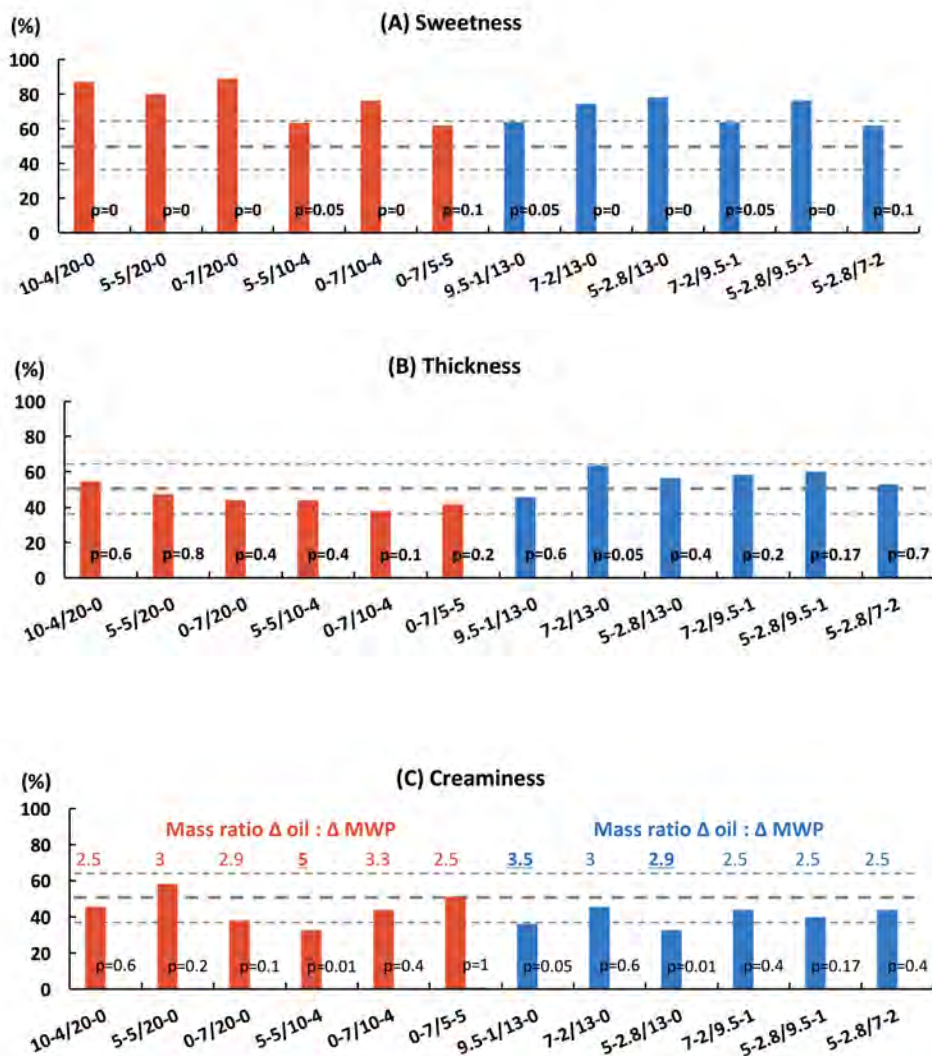 (%)
(A) Sweetness
100
80
60
40
20
0
p=0 p=0 p=0 p=0.05 p=0 p=0.1 p=0.05 p=0 p=0 p=0.05 p=0 p=0.1
10-4/20-0 5-5/20-0 0-7/20-0 5-5/10-4 0-7/10-4 0-7/5-5 9.5-1/13-0 7-2/13-0 5-2.8/13-0 7-2/9.5-1 5-2.8/9.5-1 5-2.8/7-2
(%)
(B) Thickness
100
80
60
40
20
0
p=0.6 p=0.8 p=0.4 p=0.4 p=0.1 p=0.2 p=0.6 p=0.05 p=0.4 p=0.2 p=0.17 p=0.7
10-4/20-0 5-5/20-0 0-7/20-0 5-5/10-4 0-7/10-4 0-7/5-5 9.5-1/13-0 7-2/13-0 5-2.8/13-0 7-2/9.5-1 5-2.8/9.5-1 5-2.8/7-2
(%)
(C) Creaminess
100
80
60
40
20
0
Mass ratio Δ oil : Δ MWP Mass ratio Δ oil : Δ MWP
2.5 3 2.9 5 3.3 2.5 3.5 3 2.9 2.5 2.5 2.5
p=0.6 p=0.2 p=0.1 p=0.01 p=0.4 p=1 p=0.05 p=0.6 p=0.01 p=0.4 p=0.17 p=0.4
10-4/20-0 5-5/20-0 0-7/20-0 5-5/10-4 0-7/10-4 0-7/5-5 9.5-1/13-0 7-2/13-0 5-2.8/13-0 7-2/9.5-1 5-2.8/9.5-1 5-2.8/7-2